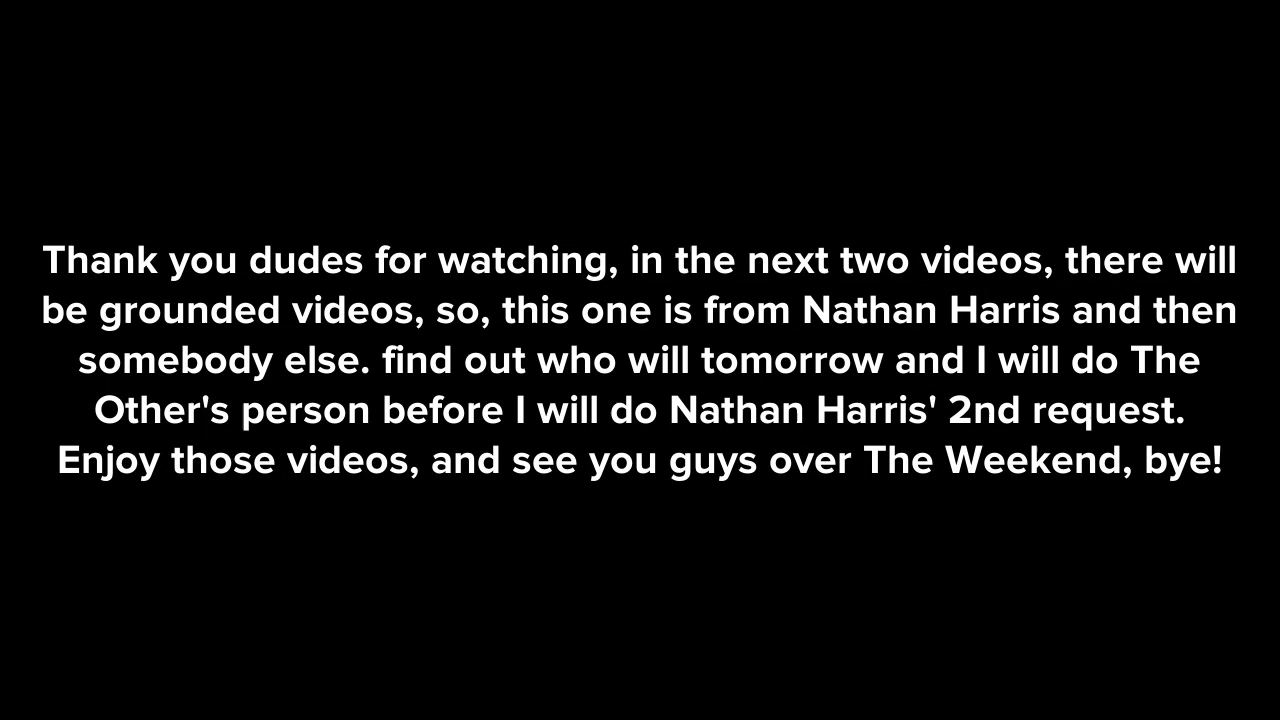 Thank you dudes for watching, in the next two videos, there will
be grounded videos, so, this one is from Nathan Harris and then
somebody else. find out who will tomorrow and I will do The
Other's person before I will do Nathan Harris' 2nd request.
Enjoy those videos, and see you guys over The Weekend, bye!